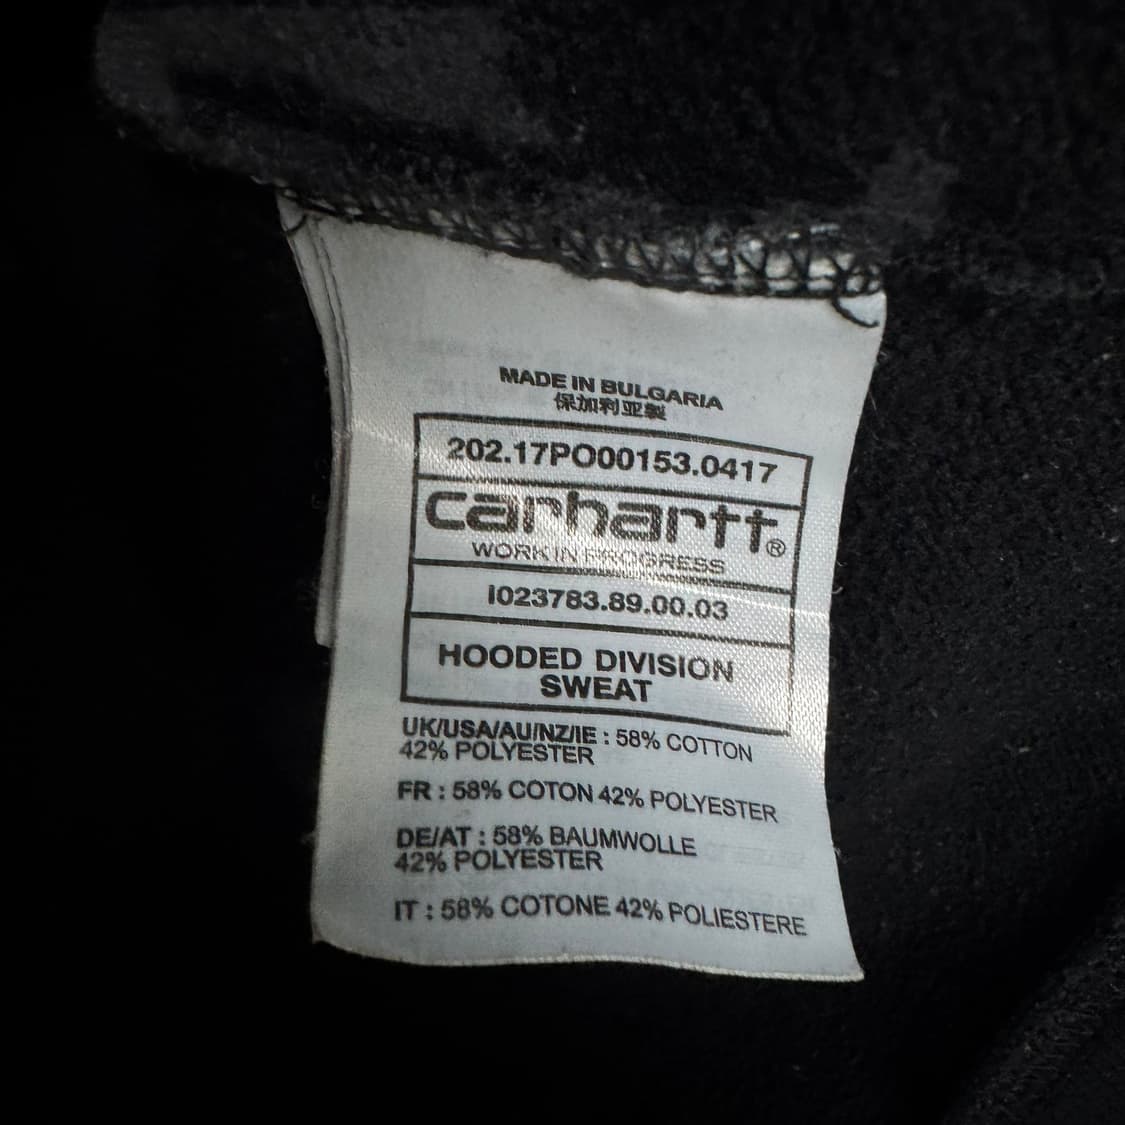 MADE IN BULGARIA
保加利亚製
202.17PO00153.0417
carhartt®
WORK IN PROGRESS
I023783.89.00.03
HOODED DIVISION
SWEAT
UK/USA/AU/NZ/IE : 58% COTTON
42% POLYESTER
FR : 58% COTON 42% POLYESTER
DE/AT : 58% BAUMWOLLE
42% POLYESTER
IT : 58% COTONE 42% POLIESTERE